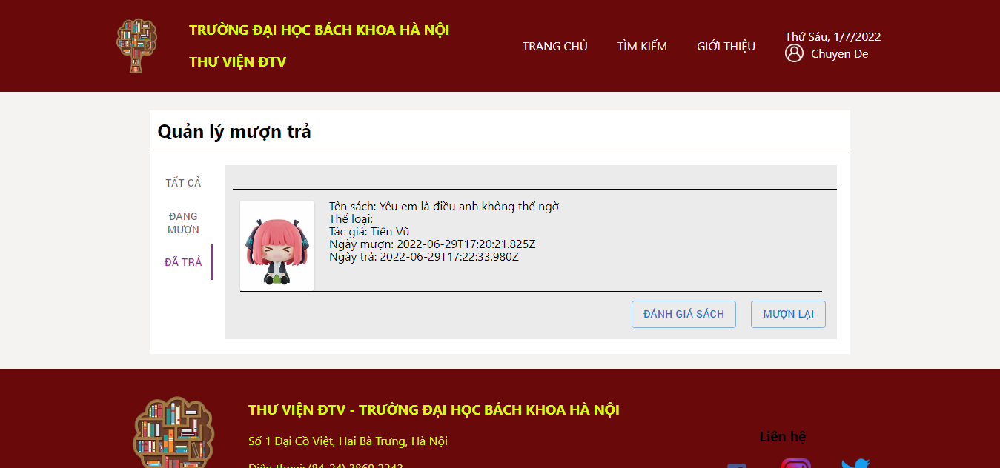 TRƯỜNG ĐẠI HỌC BÁCH KHOA HÀ NỘI
THƯ VIỆN ĐTV
TRANG CHỦ
TÌM KIẾM
GIỚI THIỆU
Thứ Sáu, 1/7/2022
Chuyen De
Quản lý mượn trả
TẤT CẢ
ĐANG
MƯỢN
ĐÃ TRẢ
Tên sách: Yêu em là điều anh không thể ngờ
Thể loại:
Tác giả: Tiến Vũ
Ngày mượn: 2022-06-29T17:20:21.825Z
Ngày trả: 2022-06-29T17:22:33.980Z
ĐÁNH GIÁ SÁCH
MƯỢN LẠI
THƯ VIỆN ĐTV - TRƯỜNG ĐẠI HỌC BÁCH KHOA HÀ NỘI
Số 1 Đại Cồ Việt, Hai Bà Trưng, Hà Nội
Liên hệ
Điện thoại: (84-24) 3869 2243